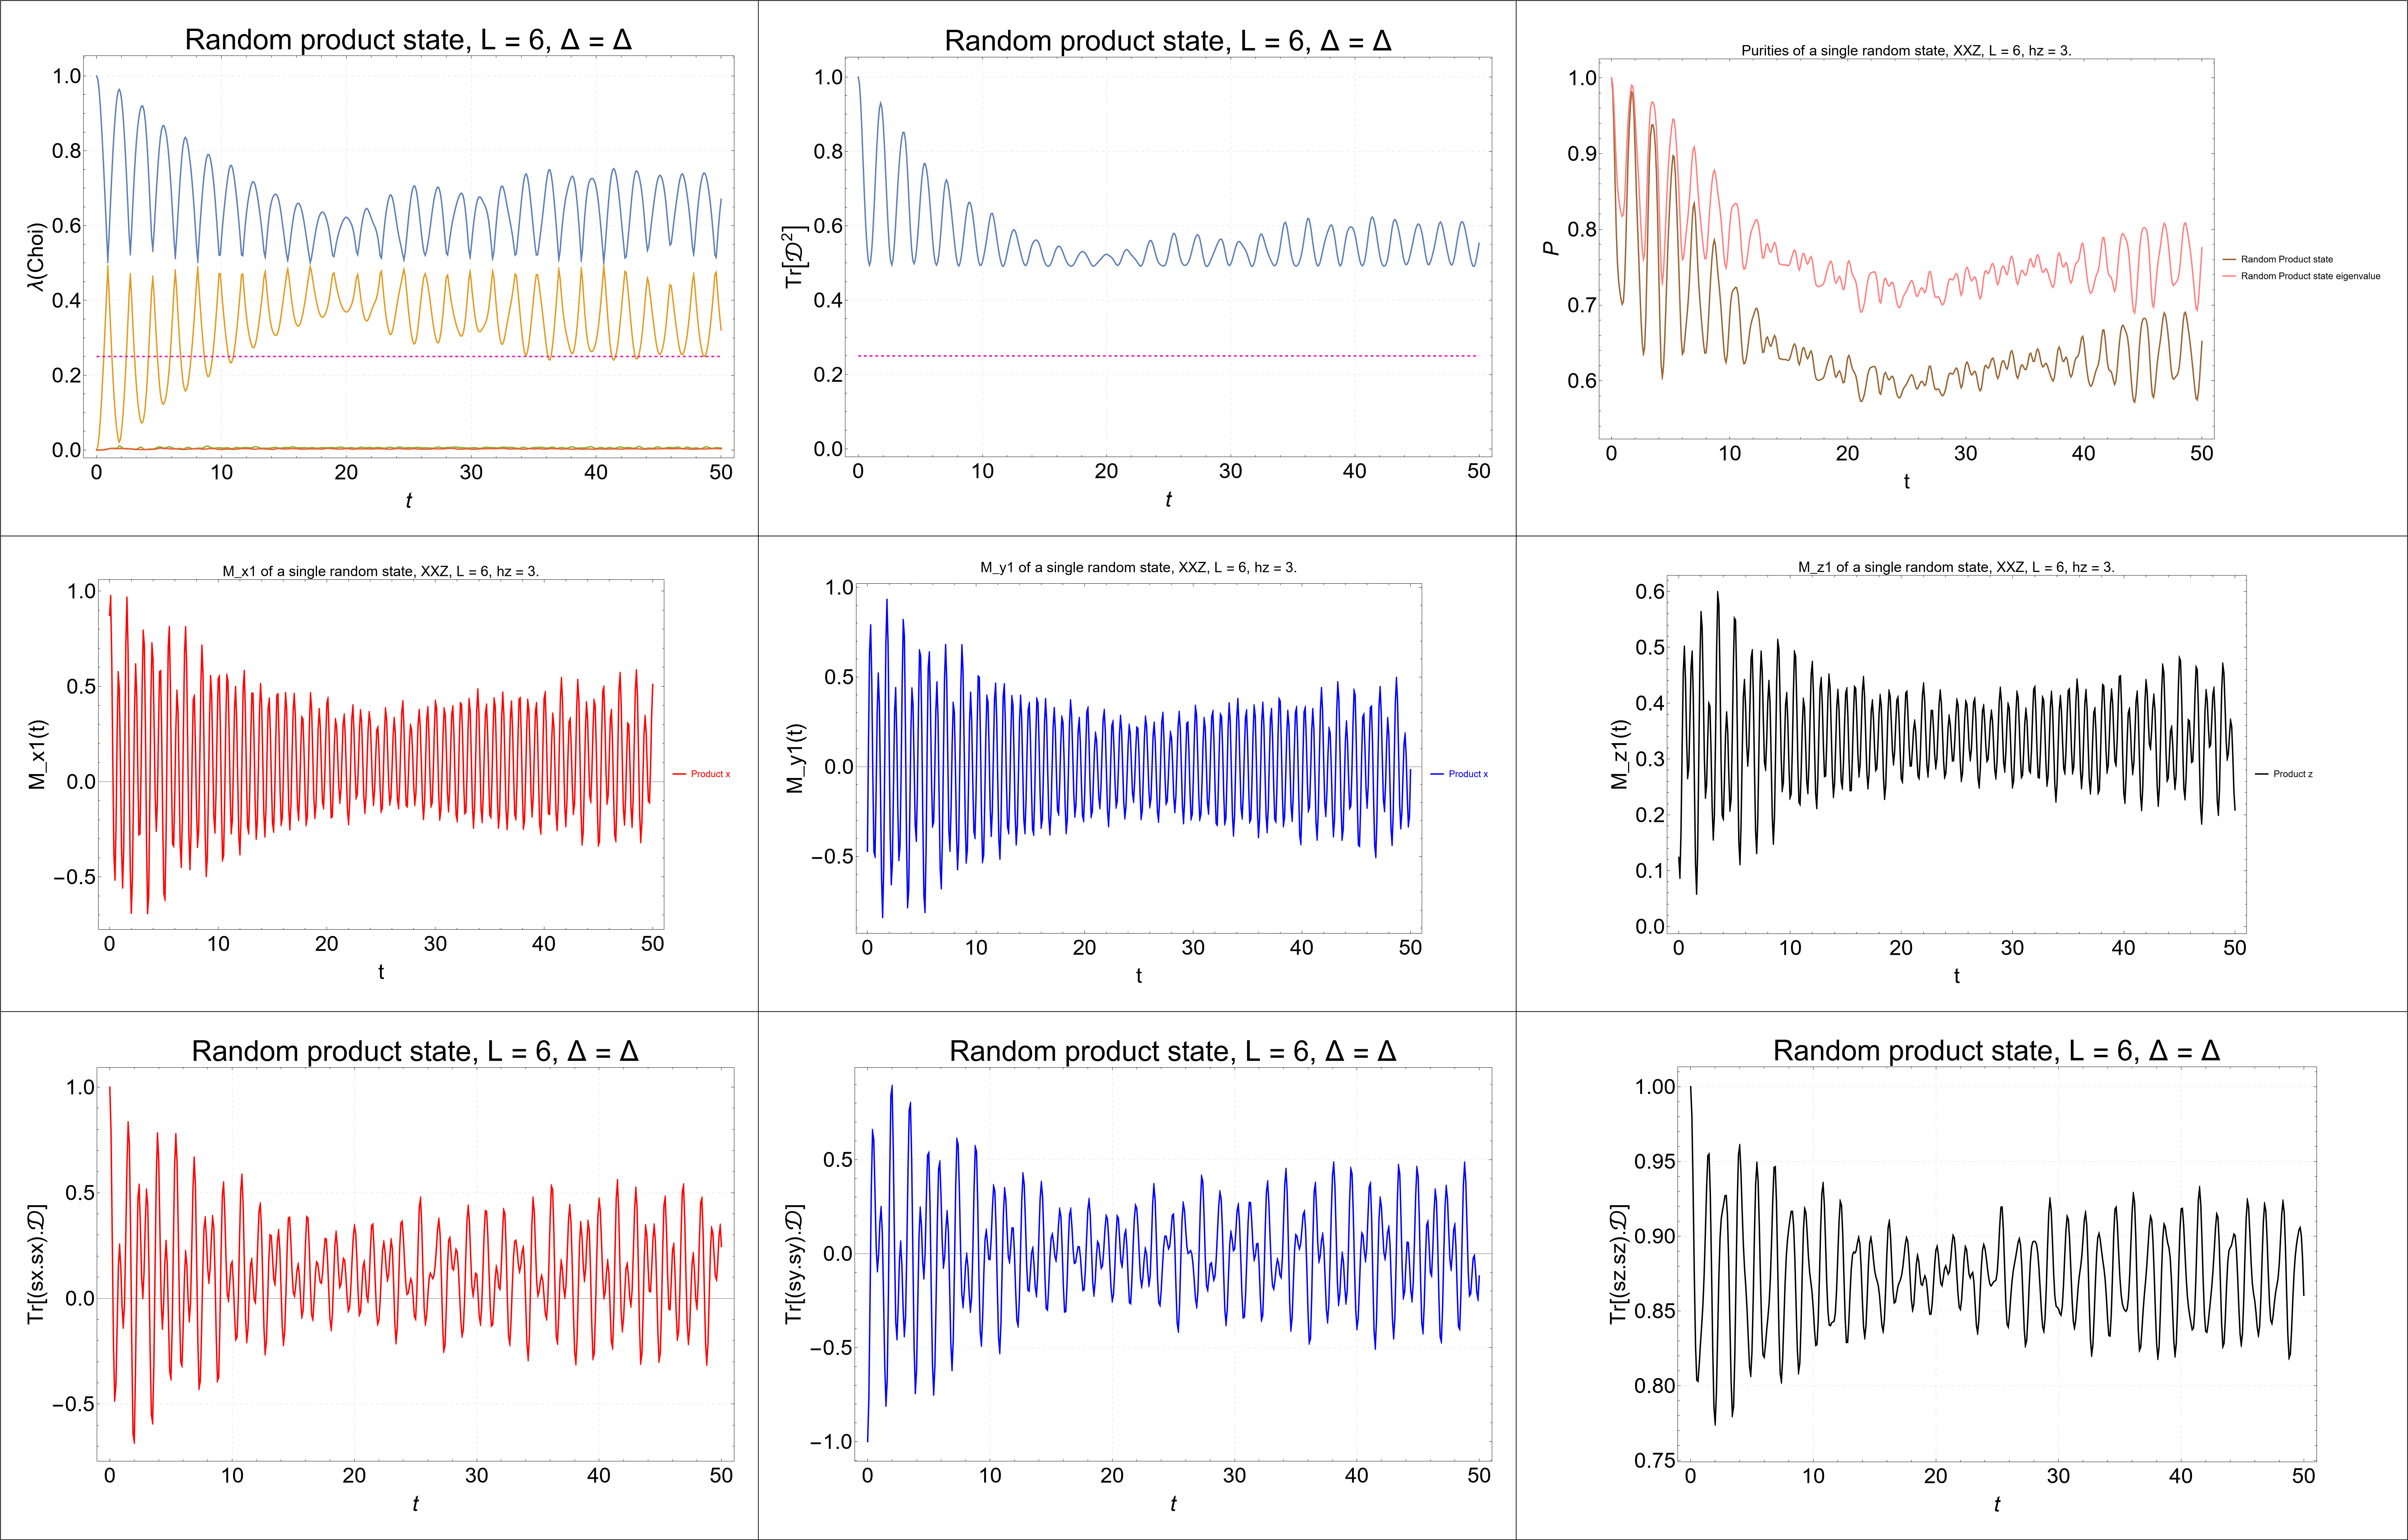 Random product state, L = 6, Δ = Δ
λ(Choi)
1.0
0.8
0.6
0.4
0.2
0.0
0 10 20 30 40 50
t
Random product state, L = 6, Δ = Δ
Tr[𝒟²]
1.0
0.8
0.6
0.4
0.2
0.0
0 10 20 30 40 50
t
Purities of a single random state, XXZ, L = 6, hz = 3.
P
1.0
0.9
0.8
0.7
0.6
0 10 20 30 40 50
t
Random Product state
Random Product state eigenvalue
M_x1 of a single random state, XXZ, L = 6, hz = 3.
M_x1(t)
1.0
0.5
0.0
−0.5
0 10 20 30 40 50
t
Product x
M_y1 of a single random state, XXZ, L = 6, hz = 3.
M_y1(t)
1.0
0.5
0.0
−0.5
0 10 20 30 40 50
t
Product x
M_z1 of a single random state, XXZ, L = 6, hz = 3.
M_z1(t)
0.6
0.5
0.4
0.3
0.2
0.1
0.0
0 10 20 30 40 50
t
Product z
Random product state, L = 6, Δ = Δ
Tr[(sx.sx).𝒟]
1.0
0.5
0.0
−0.5
0 10 20 30 40 50
t
Random product state, L = 6, Δ = Δ
Tr[(sy.sy).𝒟]
0.5
0.0
−0.5
−1.0
0 10 20 30 40 50
t
Random product state, L = 6, Δ = Δ
Tr[(sz.sz).𝒟]
1.00
0.95
0.90
0.85
0.80
0.75
0 10 20 30 40 50
t